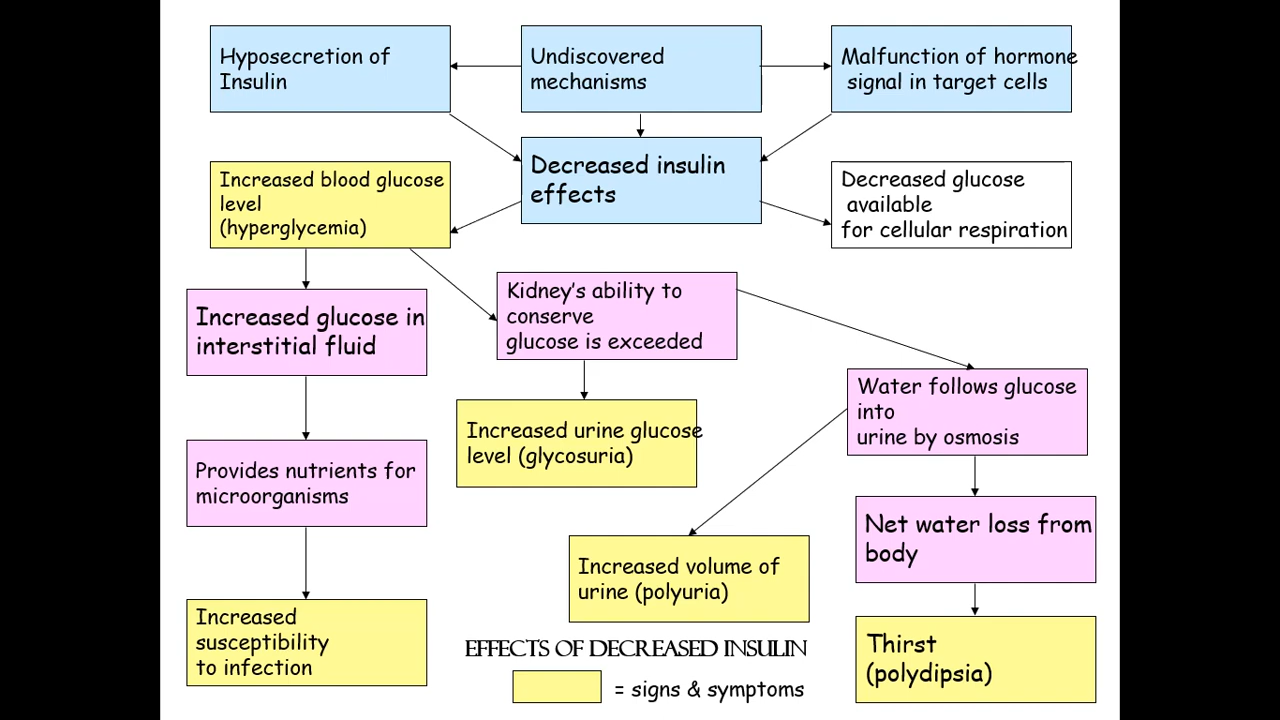 Hyposecretion of
Insulin
Undiscovered
mechanisms
Malfunction of hormone
signal in target cells
Decreased insulin
effects
Increased blood glucose
level
(hyperglycemia)
Decreased glucose
available
for cellular respiration
Kidney's ability to
conserve
glucose is exceeded
Increased glucose in
interstitial fluid
Water follows glucose
into
urine by osmosis
Increased urine glucose
level (glycosuria)
Provides nutrients for
microorganisms
Net water loss from
body
Increased volume of
urine (polyuria)
Increased
susceptibility
to infection
Thirst
(polydipsia)
EFFECTS OF DECREASED INSULIN
= signs & symptoms